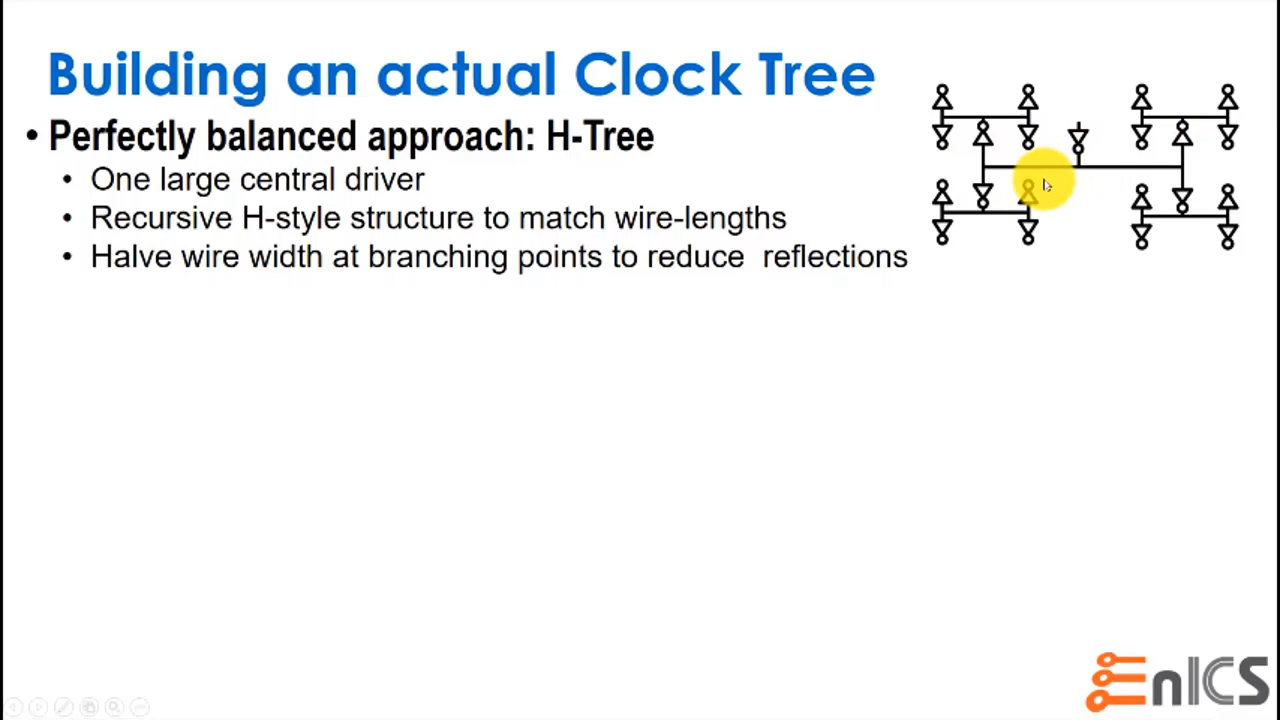 Building an actual Clock Tree
• Perfectly balanced approach: H-Tree
• One large central driver
• Recursive H-style structure to match wire-lengths
• Halve wire width at branching points to reduce reflections
EnICS